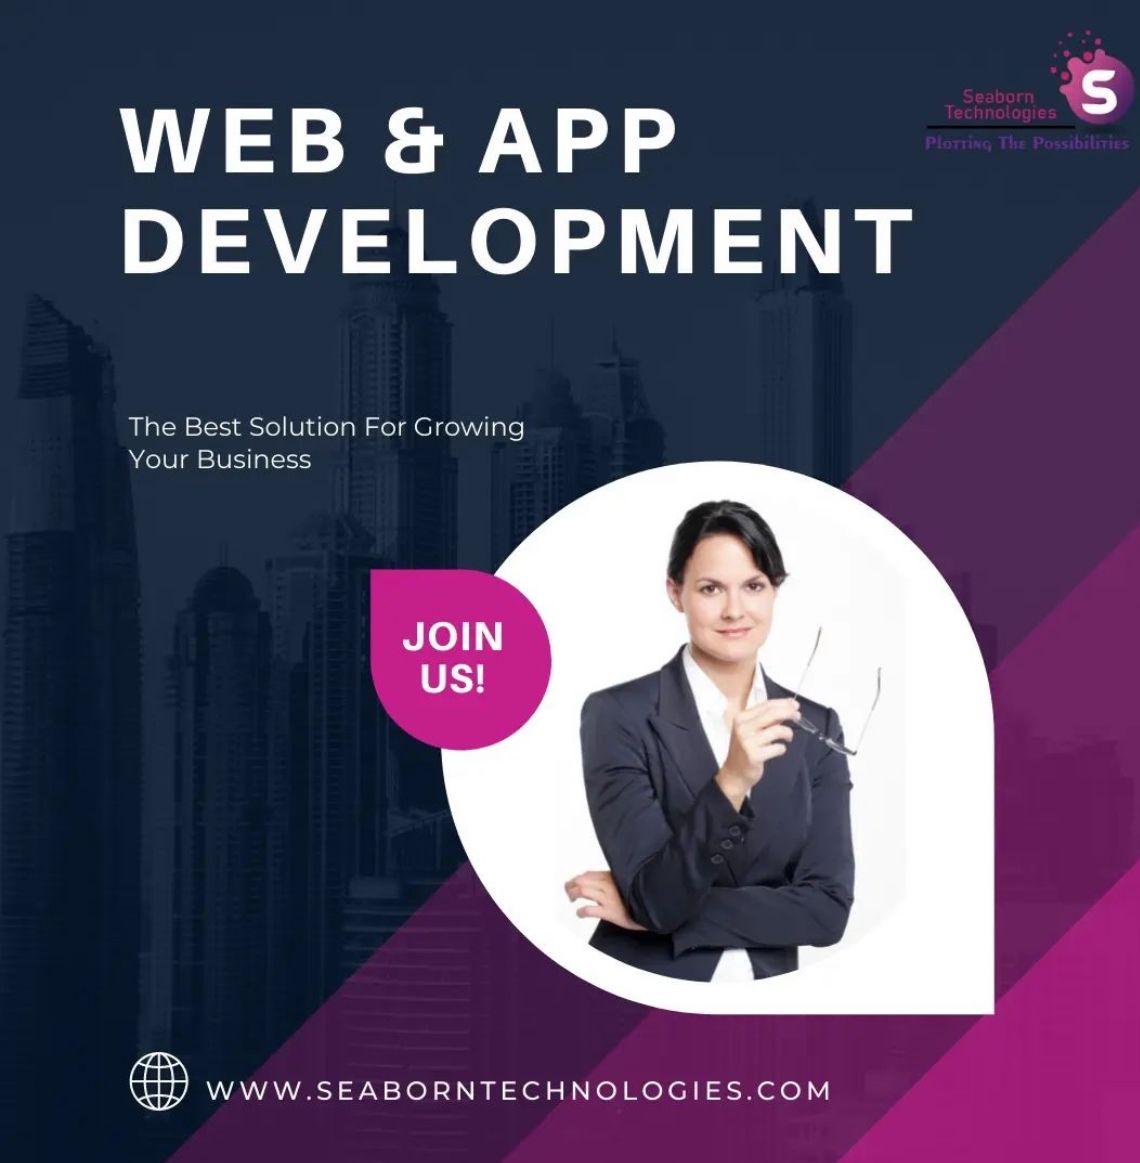 S
Seaborn
Technologies
Plotting The Possibilities
WEB & APP
DEVELOPMENT
The Best Solution For Growing
Your Business
JOIN
US!
WWW.SEABORNTECHNOLOGIES.COM